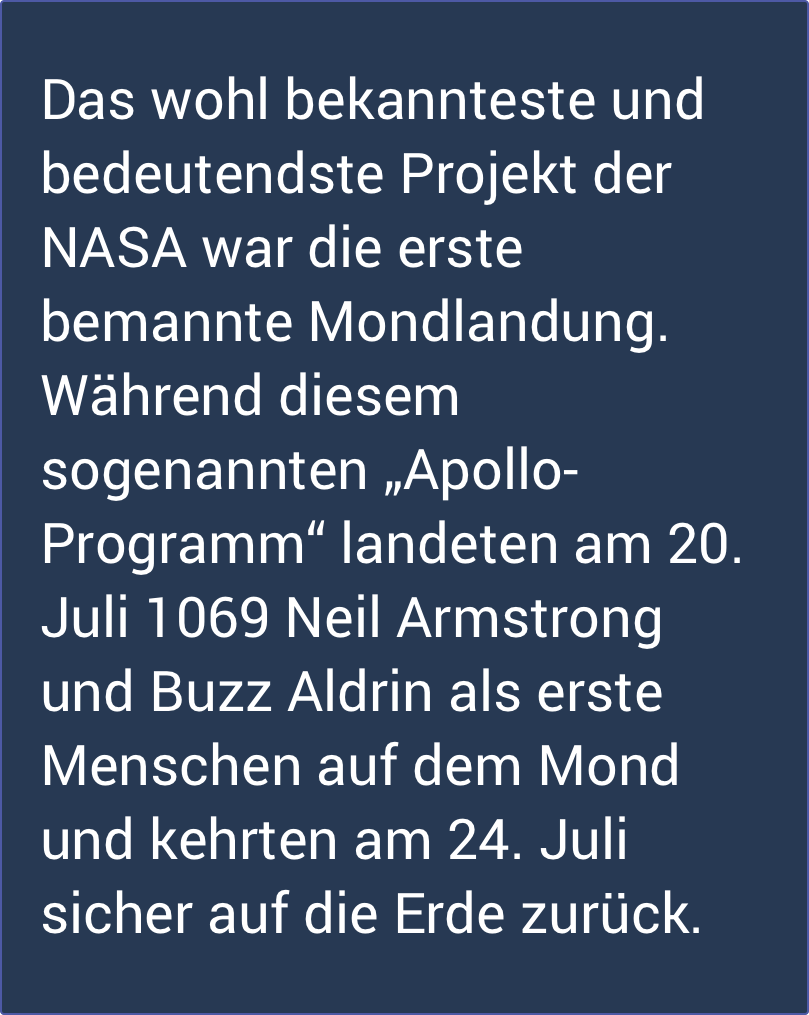 Das wohl bekannteste und
bedeutendste Projekt der
NASA war die erste
bemannte Mondlandung.
Während diesem
sogenannten „Apollo-
Programm“ landeten am 20.
Juli 1069 Neil Armstrong
und Buzz Aldrin als erste
Menschen auf dem Mond
und kehrten am 24. Juli
sicher auf die Erde zurück.